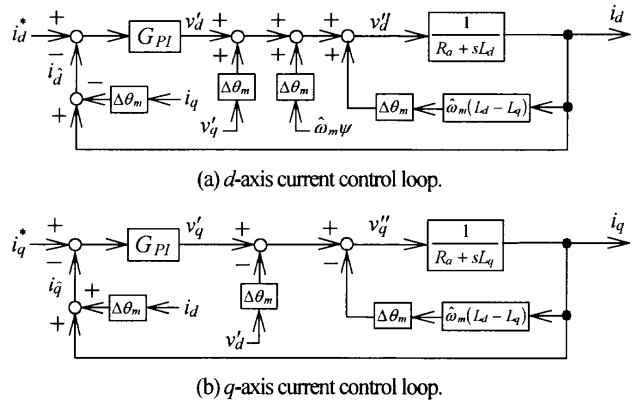 i_d^* + − G_PI v'_d + + + + + + v''_d 1 / R_a + sL_d i_d
i_d̂ − + Δθ_m i_q Δθ_m Δθ_m Δθ_m ω̂_m(L_d − L_q)
v'_q ω̂_mψ
(a) d-axis current control loop.
i_q^* + − G_PI v'_q + − + − v''_q 1 / R_a + sL_q i_q
i_q̂ + + Δθ_m i_d Δθ_m Δθ_m ω̂_m(L_d − L_q)
v'_d
(b) q-axis current control loop.